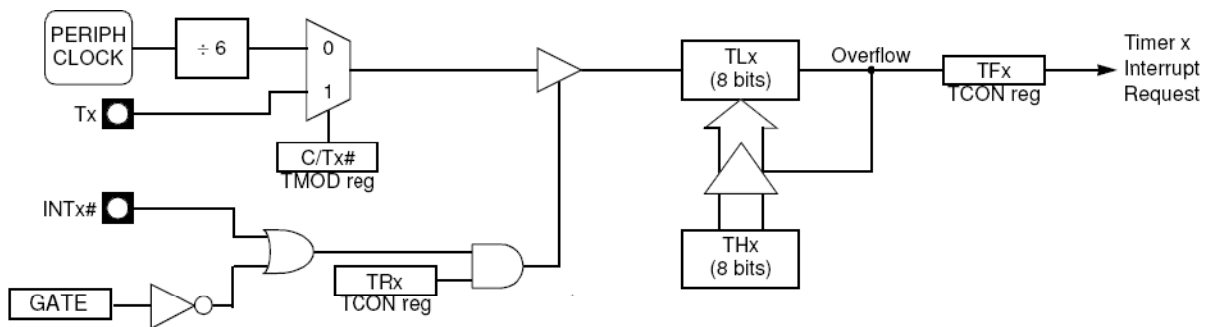 PERIPH
CLOCK
÷ 6
0
1
Tx
C/Tx#
TMOD reg
INTx#
GATE
TRx
TCON reg
TLx
(8 bits)
Overflow
TFx
TCON reg
Timer x
Interrupt
Request
THx
(8 bits)